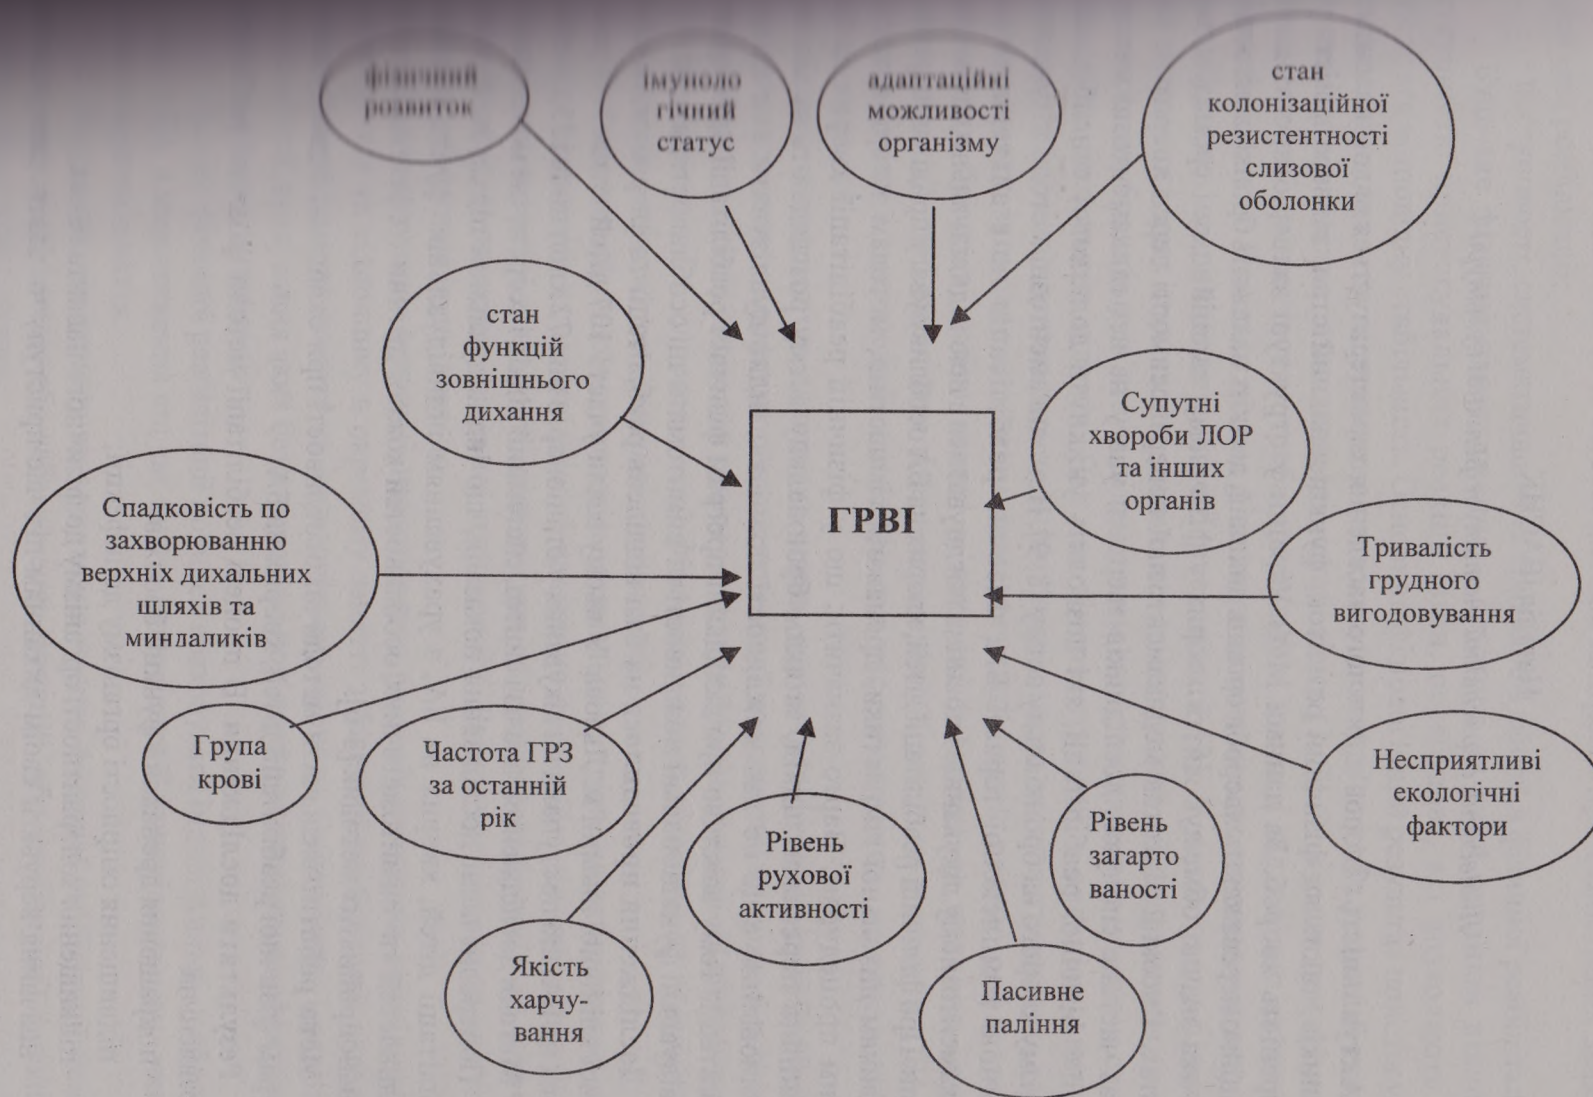 фізичний
розвиток
імуноло
гічний
статус
адаптаційні
можливості
організму
стан
колонізаційної
резистентності
слизової
оболонки
стан
функцій
зовнішнього
дихання
Супутні
хвороби ЛОР
та інших
органів
ГРВІ
Спадковість по
захворюванню
верхніх дихальних
шляхів та
миндаликів
Тривалість
грудного
вигодовування
Група
крові
Частота ГРЗ
за останній
рік
Рівень
рухової
активності
Рівень
загарто
ваності
Несприятливі
екологічні
фактори
Якість
харчу-
вання
Пасивне
паління